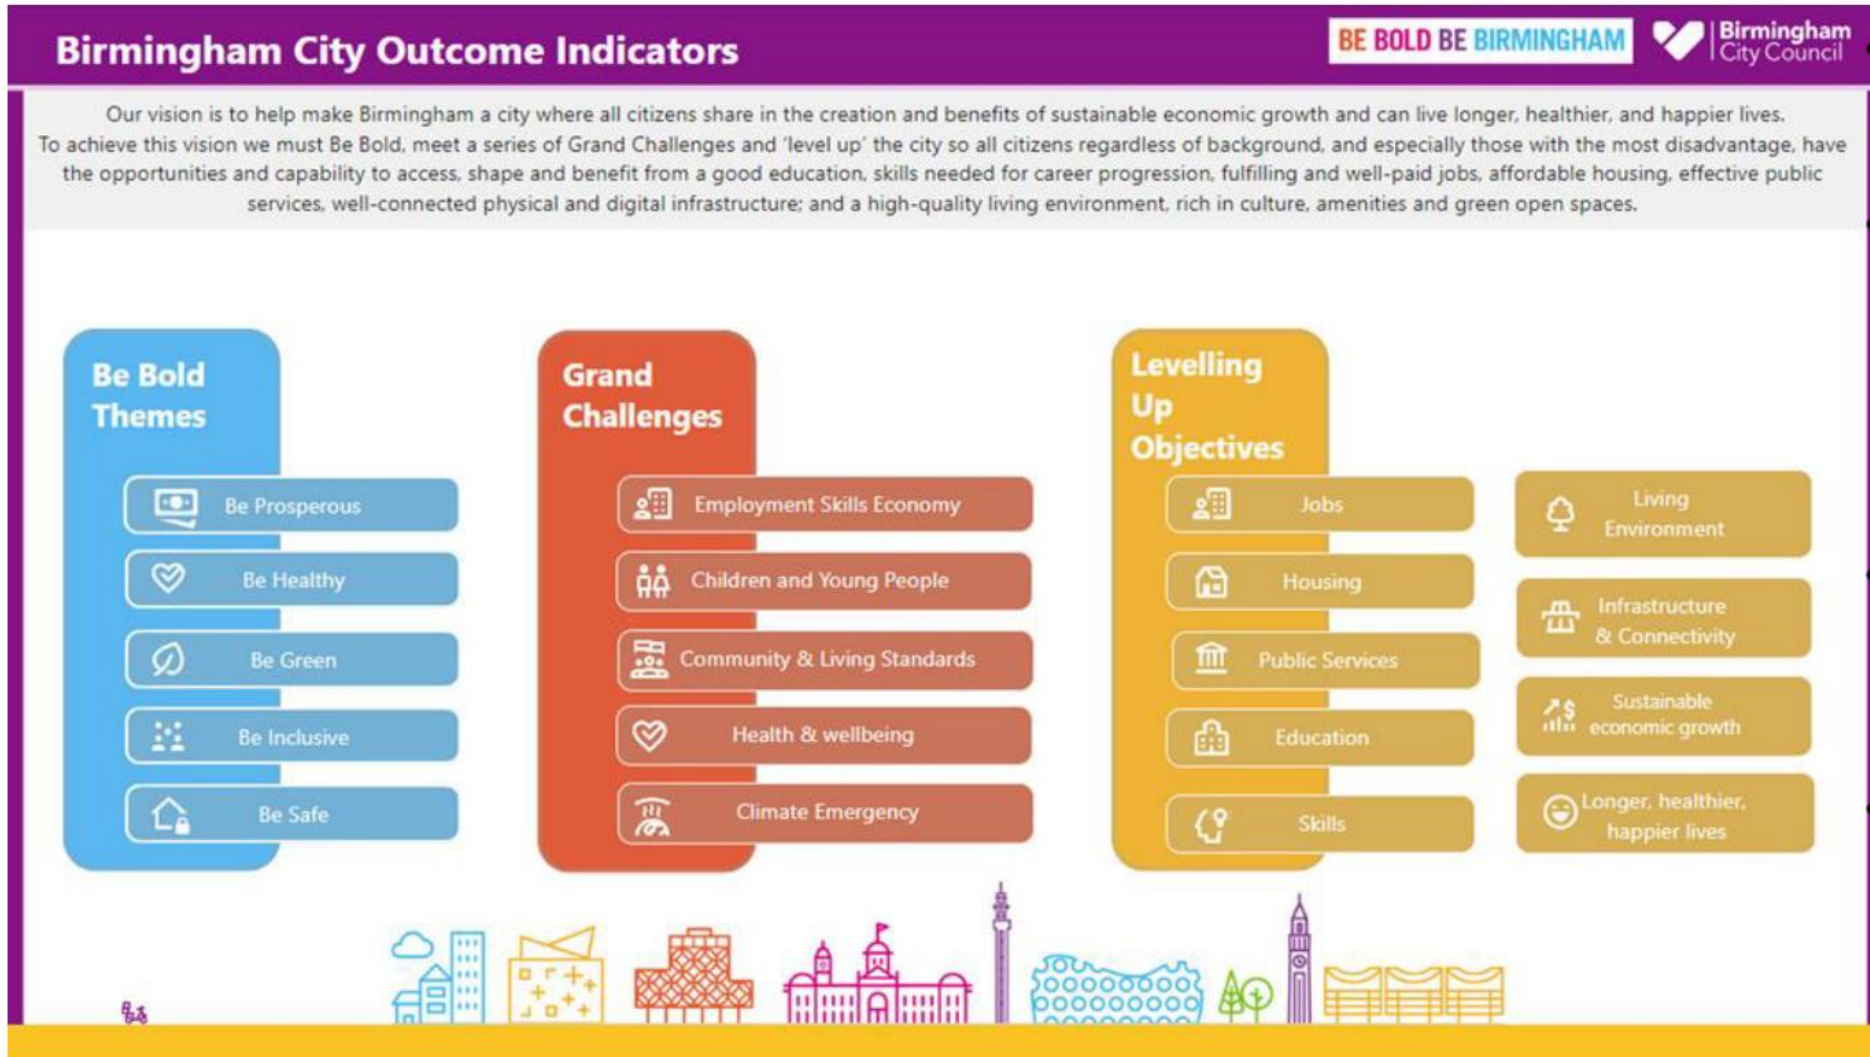 Birmingham City Outcome Indicators
BE BOLD BE BIRMINGHAM
Birmingham
City Council
Our vision is to help make Birmingham a city where all citizens share in the creation and benefits of sustainable economic growth and can live longer, healthier, and happier lives.
To achieve this vision we must Be Bold, meet a series of Grand Challenges and 'level up' the city so all citizens regardless of background, and especially those with the most disadvantage, have
the opportunities and capability to access, shape and benefit from a good education, skills needed for career progression, fulfilling and well-paid jobs, affordable housing, effective public
services, well-connected physical and digital infrastructure; and a high-quality living environment, rich in culture, amenities and green open spaces.
Be Bold
Themes
Be Prosperous
Be Healthy
Be Green
Be Inclusive
Be Safe
Grand
Challenges
Employment Skills Economy
Children and Young People
Community & Living Standards
Health & wellbeing
Climate Emergency
Levelling
Up
Objectives
Jobs
Housing
Public Services
Education
Skills
Living
Environment
Infrastructure
& Connectivity
Sustainable
economic growth
Longer, healthier,
happier lives